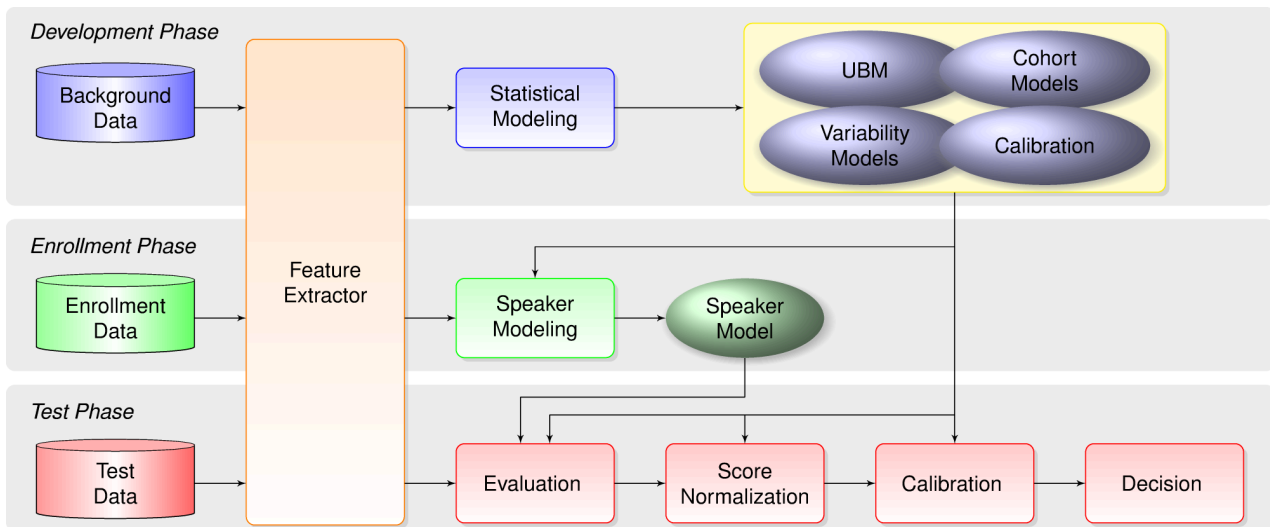 Development Phase
Background
Data
Statistical
Modeling
UBM
Cohort
Models
Variability
Models
Calibration
Enrollment Phase
Enrollment
Data
Feature
Extractor
Speaker
Modeling
Speaker
Model
Test Phase
Test
Data
Evaluation
Score
Normalization
Calibration
Decision